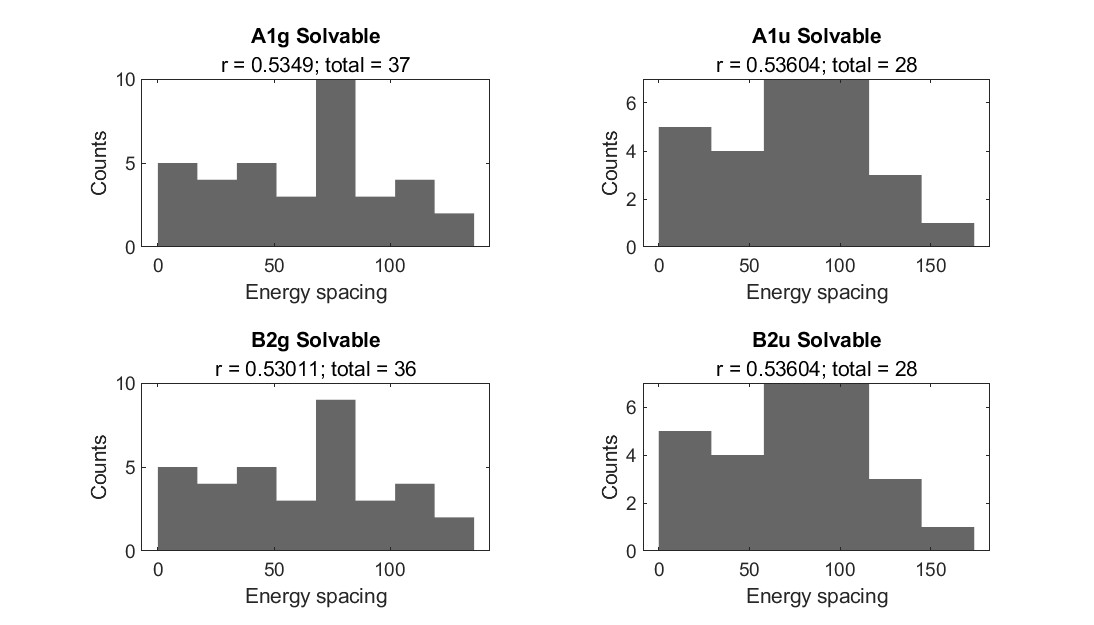 A1g Solvable
r = 0.5349; total = 37
10
5
0
Counts
0 50 100
Energy spacing
A1u Solvable
r = 0.53604; total = 28
6
4
2
0
Counts
0 50 100 150
Energy spacing
B2g Solvable
r = 0.53011; total = 36
10
5
0
Counts
0 50 100
Energy spacing
B2u Solvable
r = 0.53604; total = 28
6
4
2
0
Counts
0 50 100 150
Energy spacing